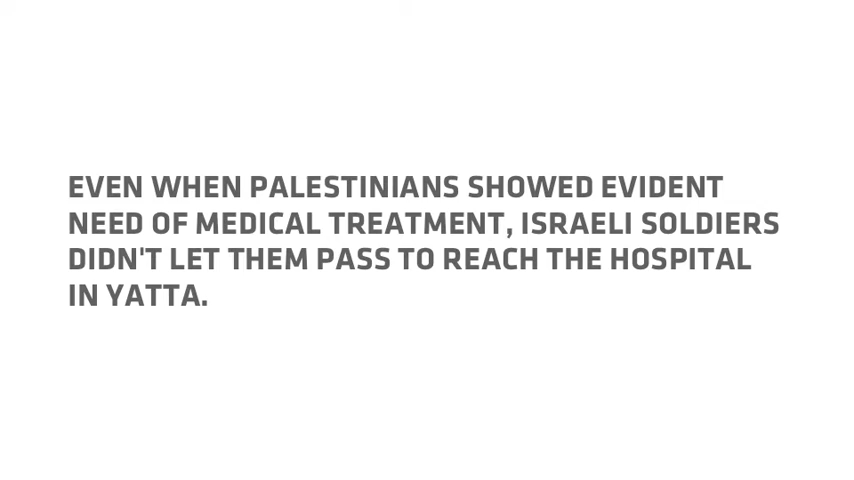 EVEN WHEN PALESTINIANS SHOWED EVIDENT
NEED OF MEDICAL TREATMENT, ISRAELI SOLDIERS
DIDN'T LET THEM PASS TO REACH THE HOSPITAL
IN YATTA.